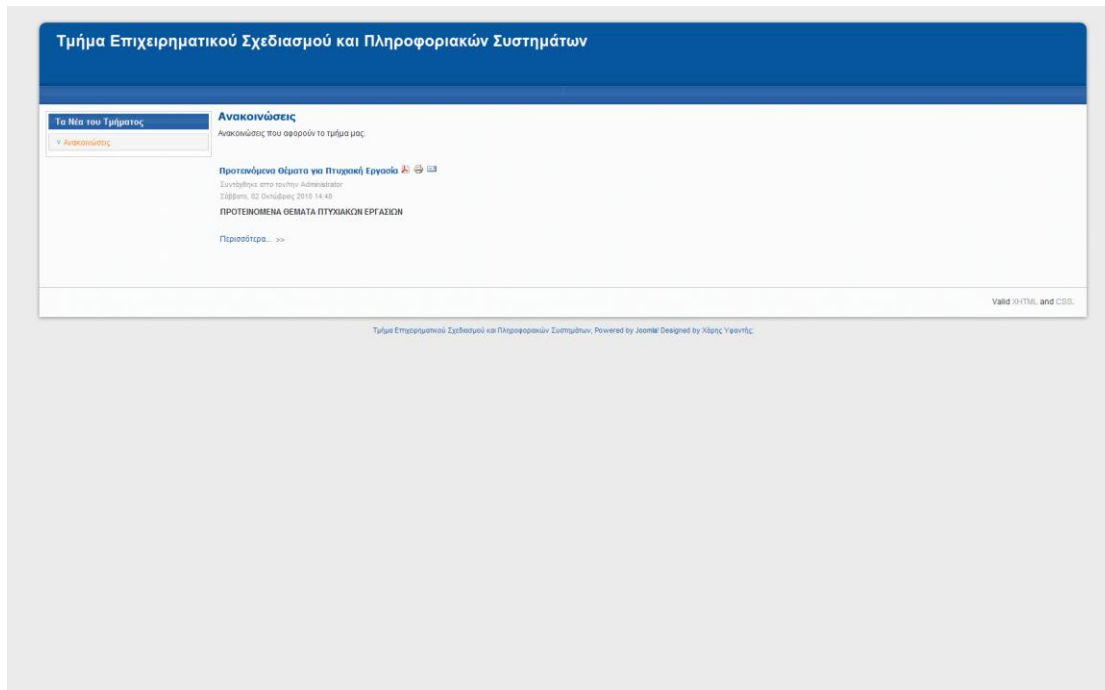 Τμήμα Επιχειρηματικού Σχεδιασμού και Πληροφοριακών Συστημάτων
Τα Νέα του Τμήματος
Ανακοινώσεις
Ανακοινώσεις
Ανακοινώσεις που αφορούν το τμήμα μας.
Προτεινόμενα Θέματα για Πτυχιακή Εργασία
Συντάχθηκε απο τον/την Administrator
Σάββατο, 02 Οκτώβριος 2010 14:48
ΠΡΟΤΕΙΝΟΜΕΝΑ ΘΕΜΑΤΑ ΠΤΥΧΙΑΚΩΝ ΕΡΓΑΣΙΩΝ
Περισσότερα... >>
Valid XHTML and CSS.
Τμήμα Επιχειρηματικού Σχεδιασμού και Πληροφοριακών Συστημάτων, Powered by Joomla! Designed by Χάρης Υφαντής;